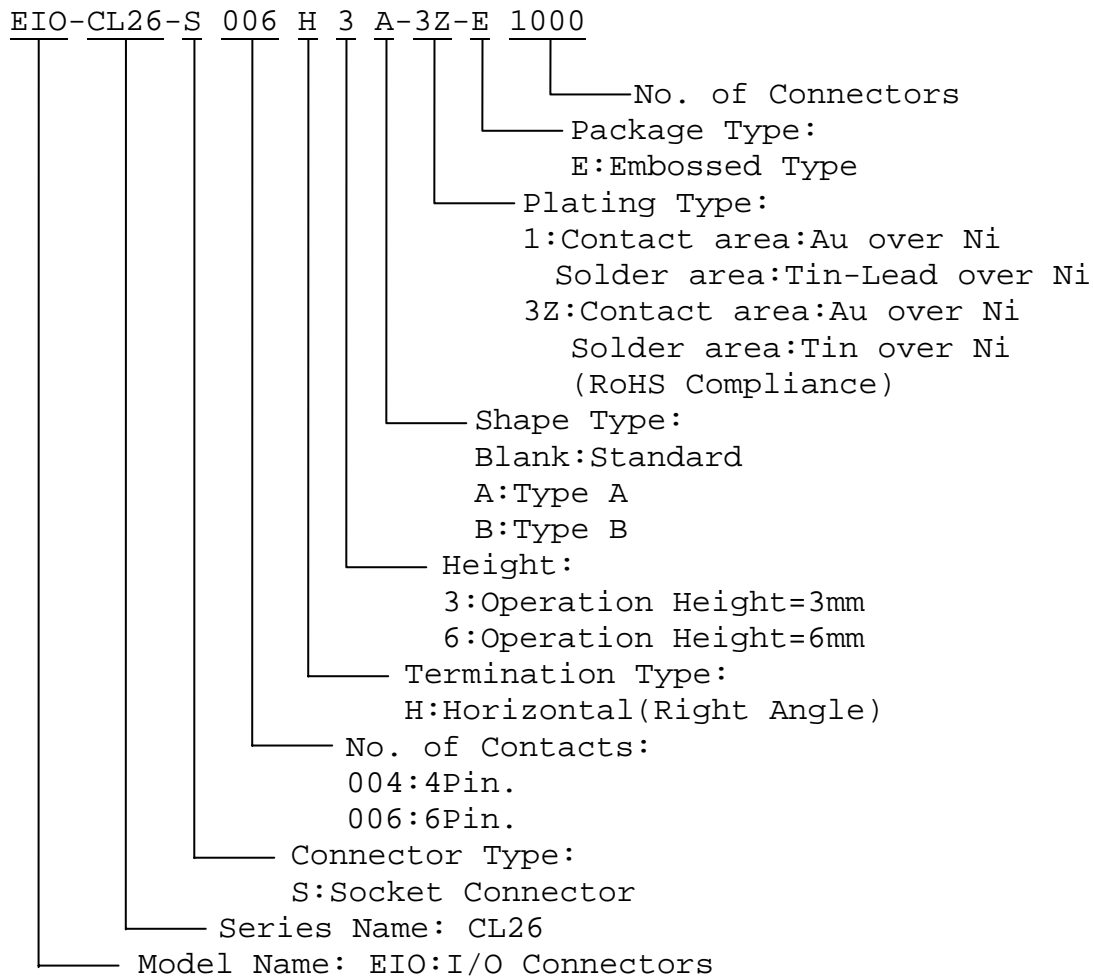 EIO-CL26-S 006 H 3 A-3Z-E 1000
No. of Connectors
Package Type:
E:Embossed Type
Plating Type:
1:Contact area:Au over Ni
Solder area:Tin-Lead over Ni
3Z:Contact area:Au over Ni
Solder area:Tin over Ni
(RoHS Compliance)
Shape Type:
Blank:Standard
A:Type A
B:Type B
Height:
3:Operation Height=3mm
6:Operation Height=6mm
Termination Type:
H:Horizontal(Right Angle)
No. of Contacts:
004:4Pin.
006:6Pin.
Connector Type:
S:Socket Connector
Series Name: CL26
Model Name: EIO:I/O Connectors